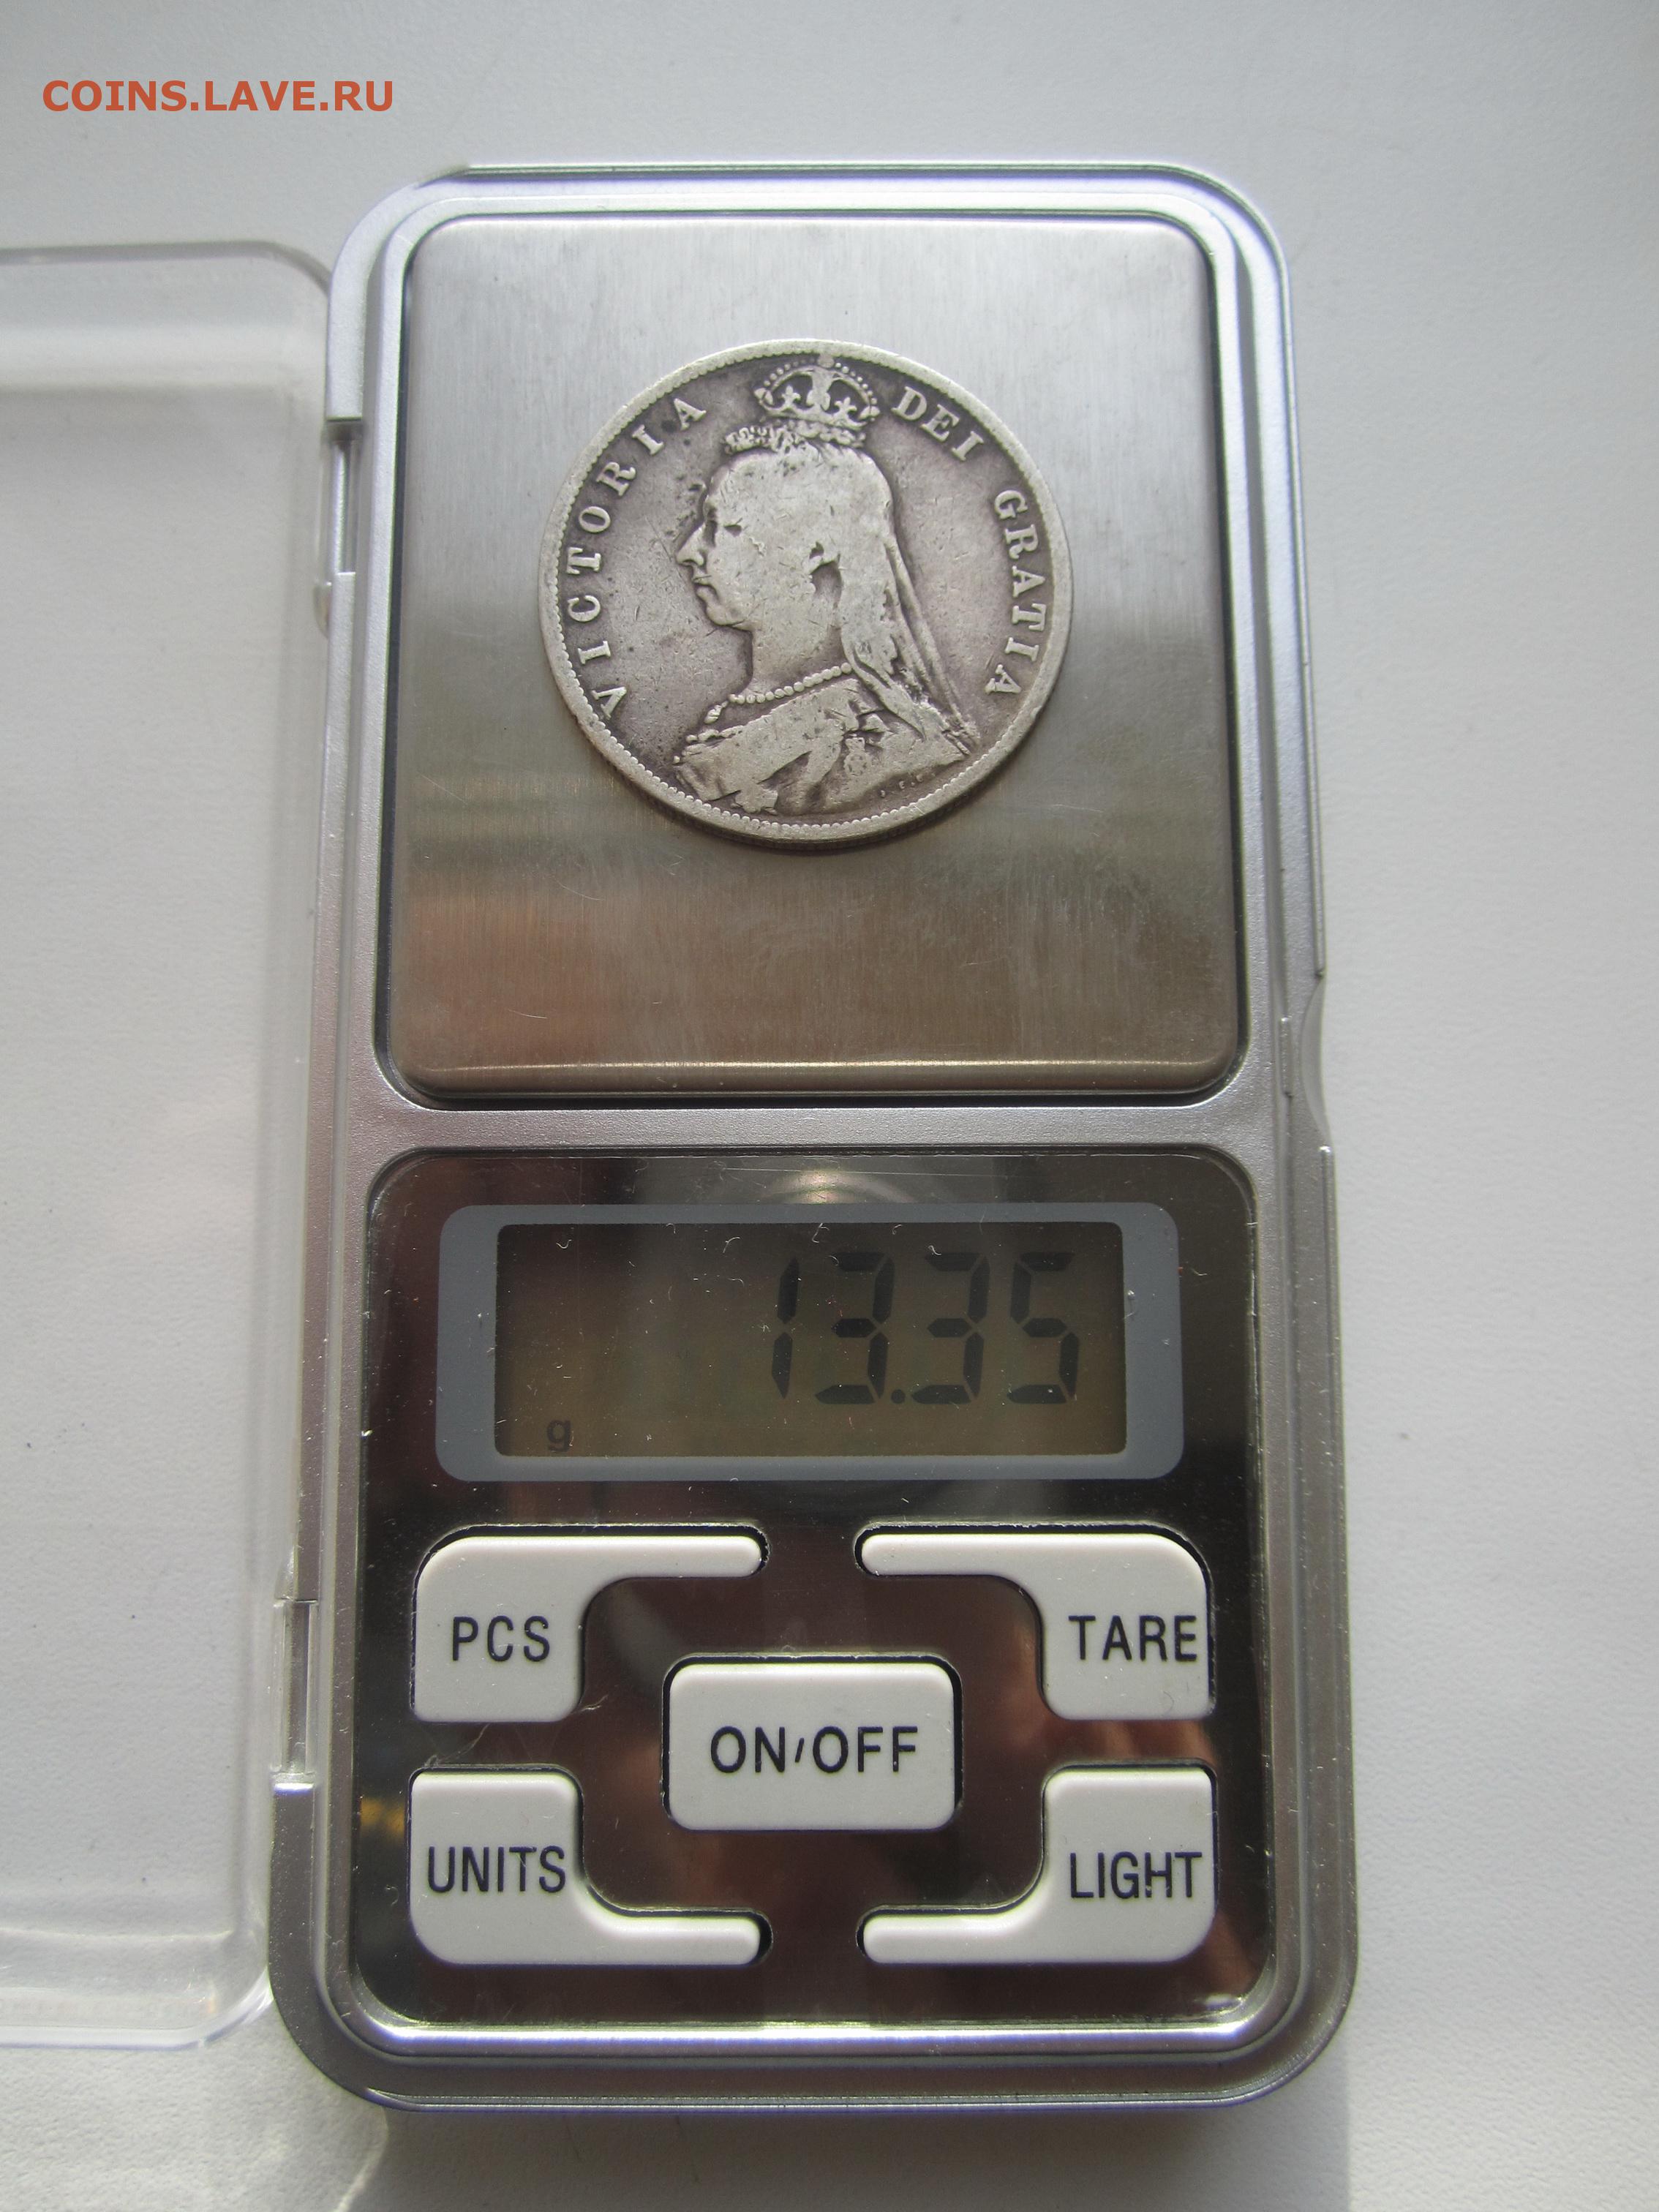 COINS.LAVE.RU
VICTORIA DEI GRATIA
13.35
g
PCS
TARE
ON/OFF
UNITS
LIGHT